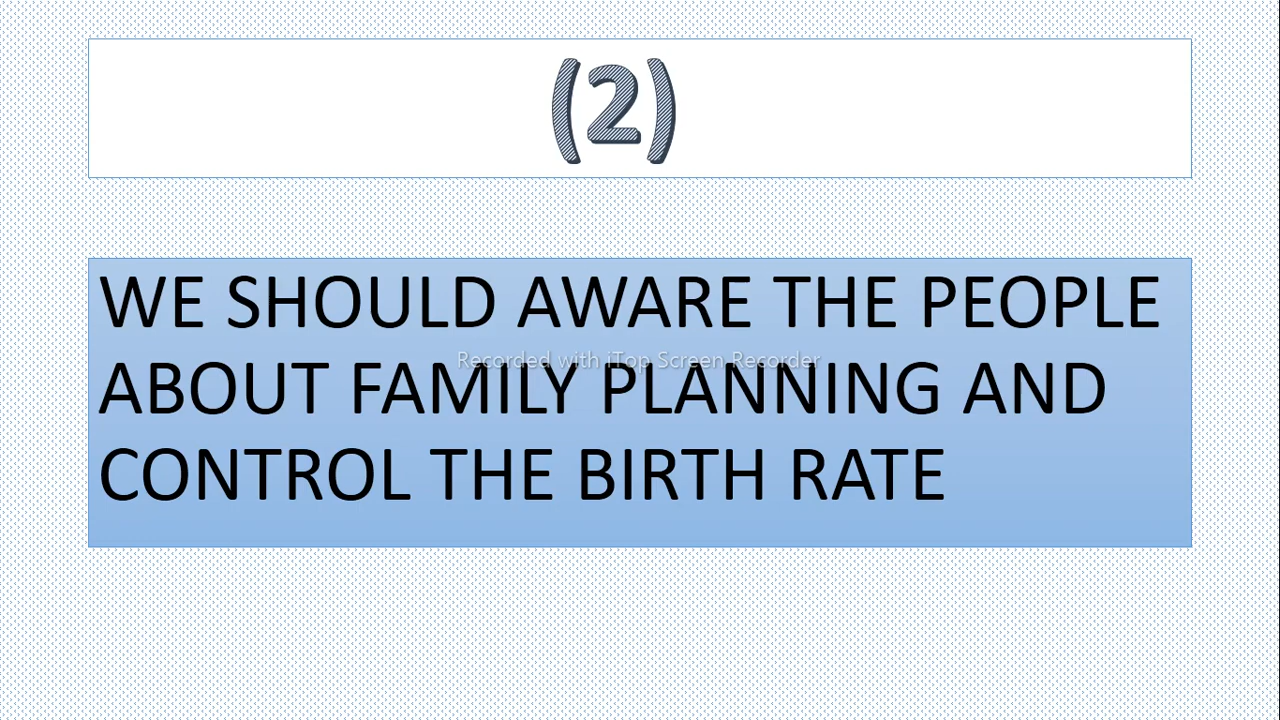 (2)
WE SHOULD AWARE THE PEOPLE
Recorded with iTop Screen Recorder
ABOUT FAMILY PLANNING AND
CONTROL THE BIRTH RATE